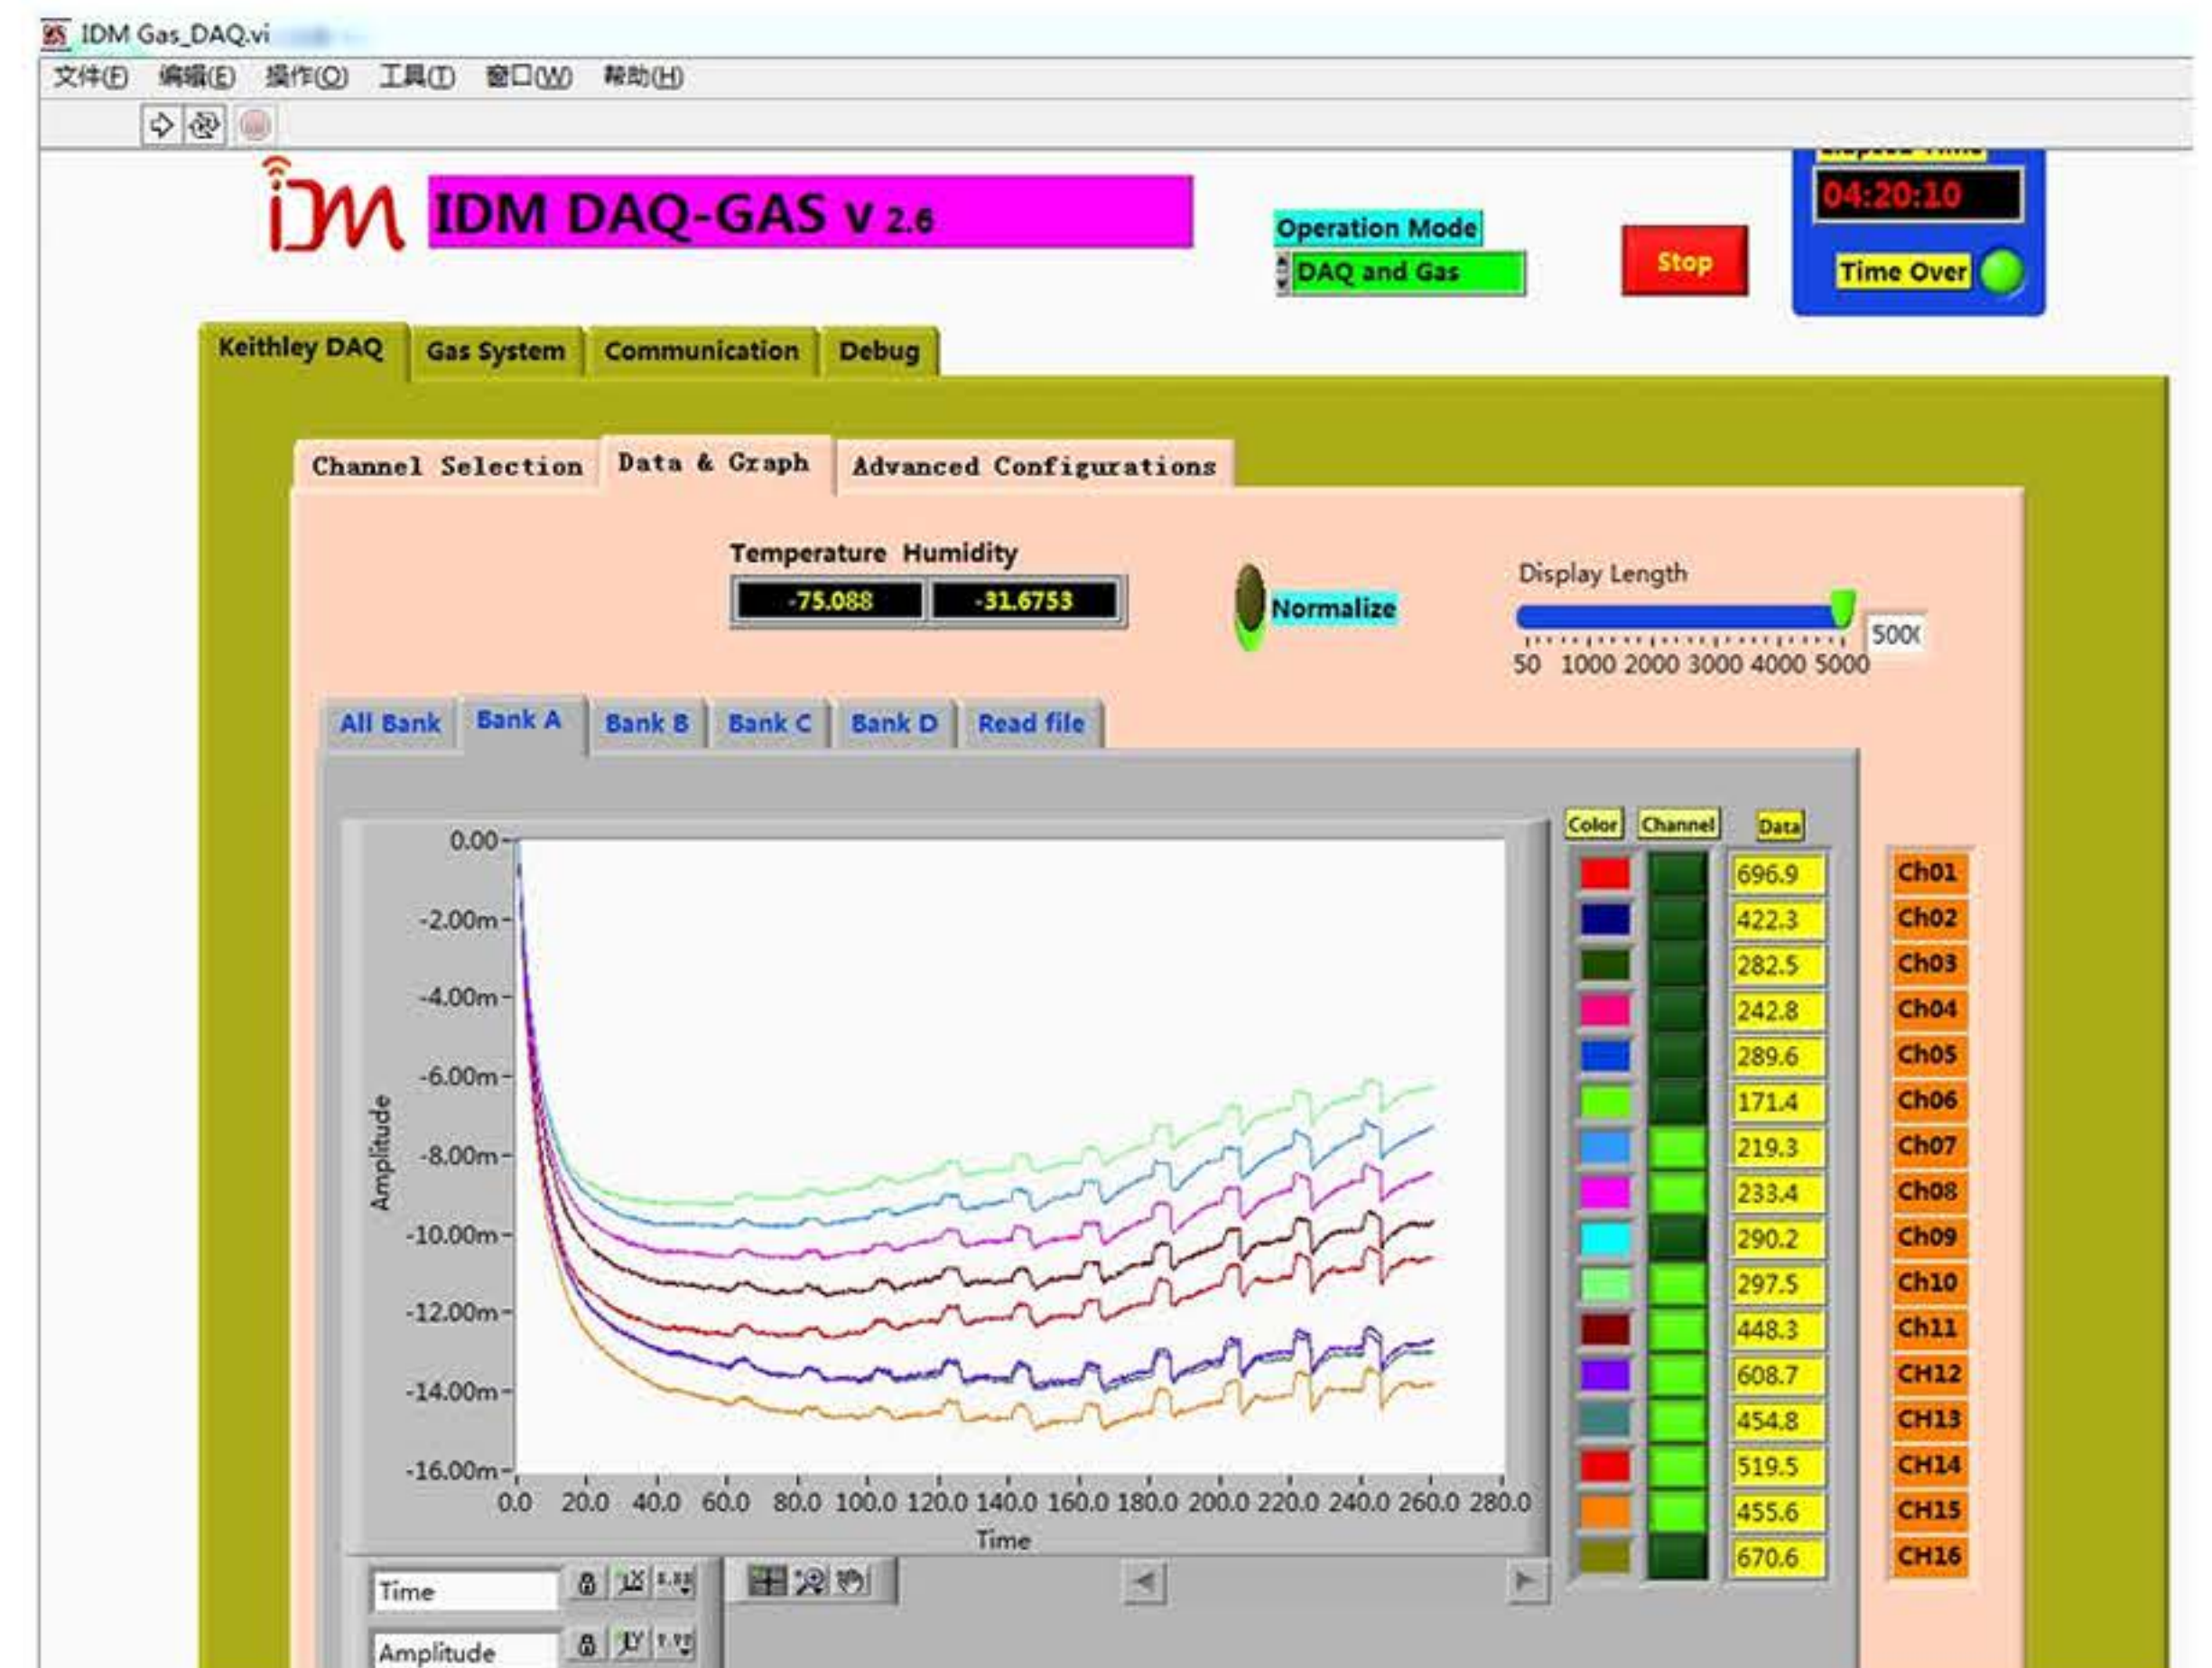 IDM Gas_DAQ.vi
文件(F) 编辑(E) 操作(O) 工具(T) 窗口(W) 帮助(H)
iDM
IDM DAQ-GAS V 2.6
Elapsed Time
04:20:10
Operation Mode
DAQ and Gas
Stop
Time Over
Keithley DAQ Gas System Communication Debug
Channel Selection Data & Graph Advanced Configurations
Temperature Humidity
-75.088 -31.6753
Normalize
Display Length
500
50 1000 2000 3000 4000 5000
All Bank Bank A Bank B Bank C Bank D Read file
Color Channel Data
0.00
-2.00m
-4.00m
-6.00m
-8.00m
-10.00m
-12.00m
-14.00m
-16.00m
Amplitude
0.0 20.0 40.0 60.0 80.0 100.0 120.0 140.0 160.0 180.0 200.0 220.0 240.0 260.0 280.0
Time
696.9 Ch01
422.3 Ch02
282.5 Ch03
242.8 Ch04
289.6 Ch05
171.4 Ch06
219.3 Ch07
233.4 Ch08
290.2 Ch09
297.5 Ch10
448.3 Ch11
608.7 CH12
454.8 CH13
519.5 CH14
455.6 CH15
670.6 CH16
Time
Amplitude